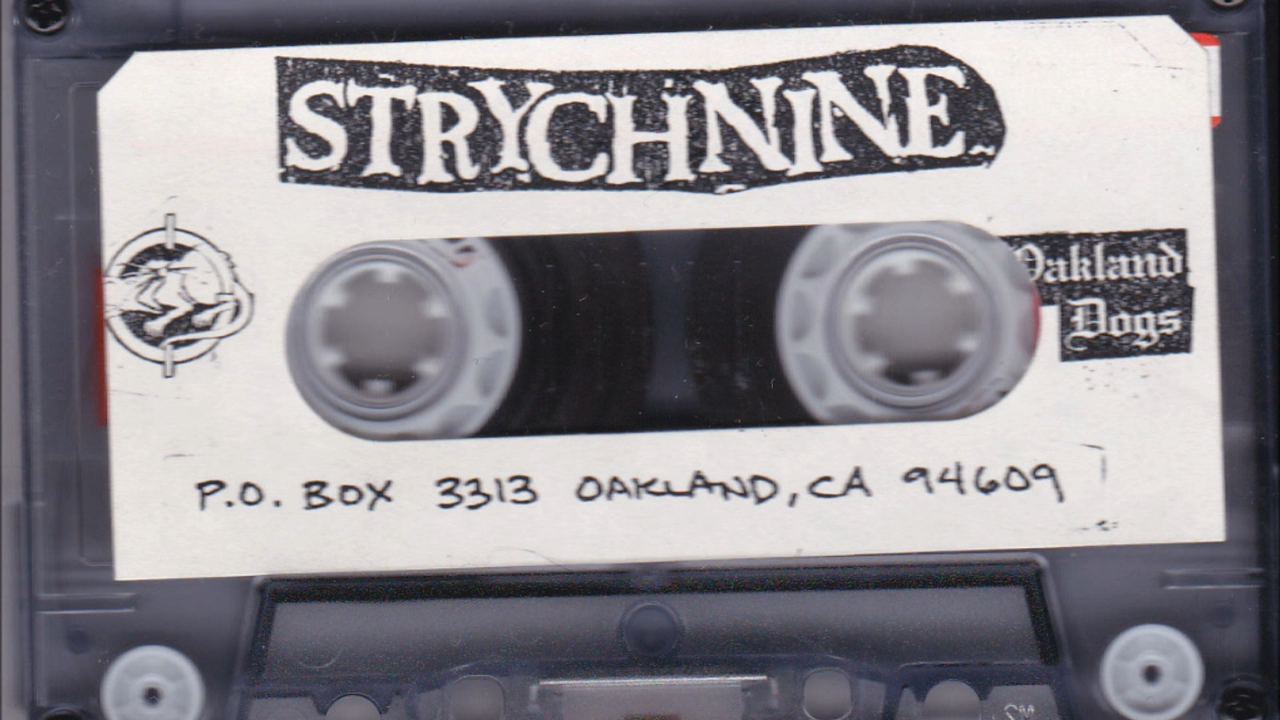 STRYCHNINE
Oakland
Dogs
P.O. BOX 3313 OAKLAND, CA 94609